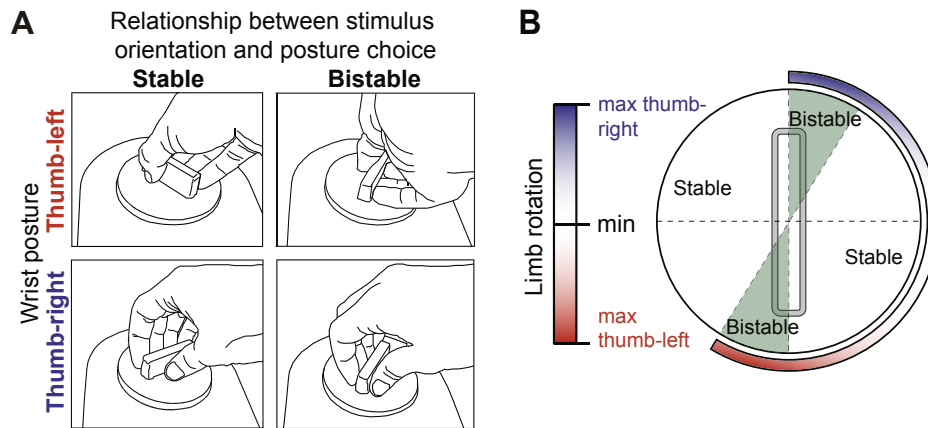 A
Relationship between stimulus
orientation and posture choice
Stable
Bistable
Wrist posture
Thumb-left
Thumb-right
B
Limb rotation
max thumb-
right
min
max
thumb-left
Bistable
Stable
Stable
Bistable